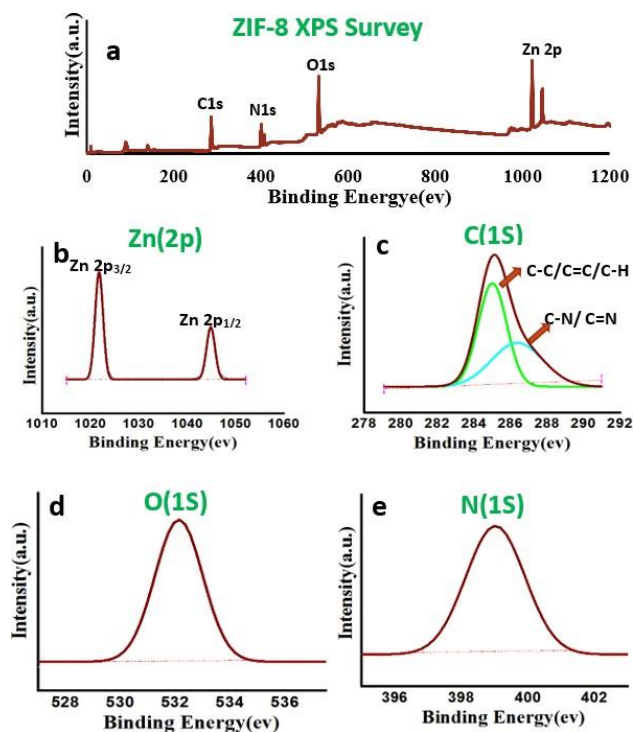 ZIF-8 XPS Survey
a
Intensity(a.u.)
C1s
N1s
O1s
Zn 2p
0 200 400 600 800 1000 1200
Binding Energye(ev)
b
Zn(2p)
Intensity(a.u.)
Zn 2p3/2
Zn 2p1/2
1010 1020 1030 1040 1050 1060
Binding Energy(ev)
c
C(1S)
Intensity(a.u.)
C-C/C=C/C-H
C-N/ C=N
278 280 282 284 286 288 290 292
Binding Energy(ev)
d
O(1S)
Intensity(a.u.)
528 530 532 534 536
Binding Energy(ev)
e
N(1S)
Intensity(a.u.)
396 398 400 402
Binding Energy(ev)